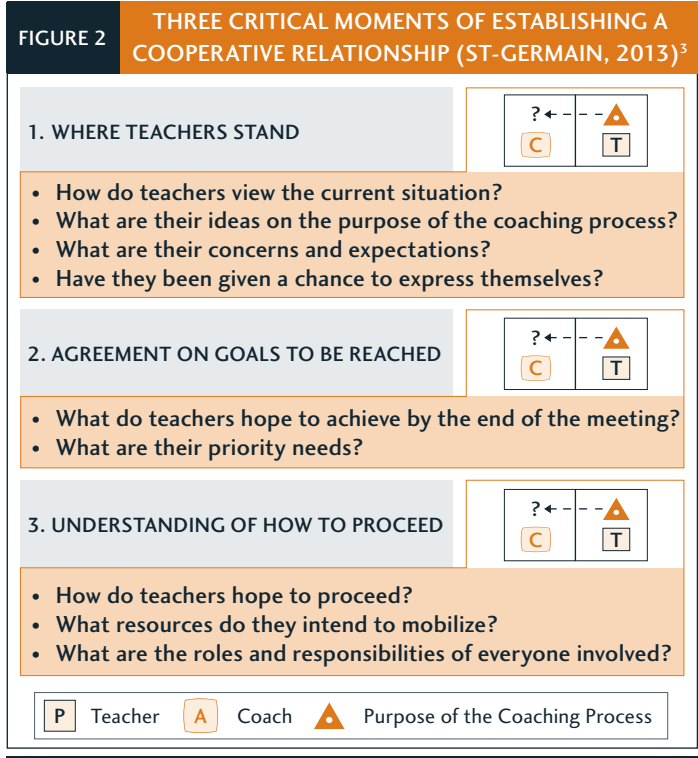 FIGURE 2
THREE CRITICAL MOMENTS OF ESTABLISHING A
COOPERATIVE RELATIONSHIP (ST-GERMAIN, 2013)³
1. WHERE TEACHERS STAND
?
C
T
• How do teachers view the current situation?
• What are their ideas on the purpose of the coaching process?
• What are their concerns and expectations?
• Have they been given a chance to express themselves?
2. AGREEMENT ON GOALS TO BE REACHED
?
C
T
• What do teachers hope to achieve by the end of the meeting?
• What are their priority needs?
3. UNDERSTANDING OF HOW TO PROCEED
?
C
T
• How do teachers hope to proceed?
• What resources do they intend to mobilize?
• What are the roles and responsibilities of everyone involved?
P Teacher A Coach Purpose of the Coaching Process